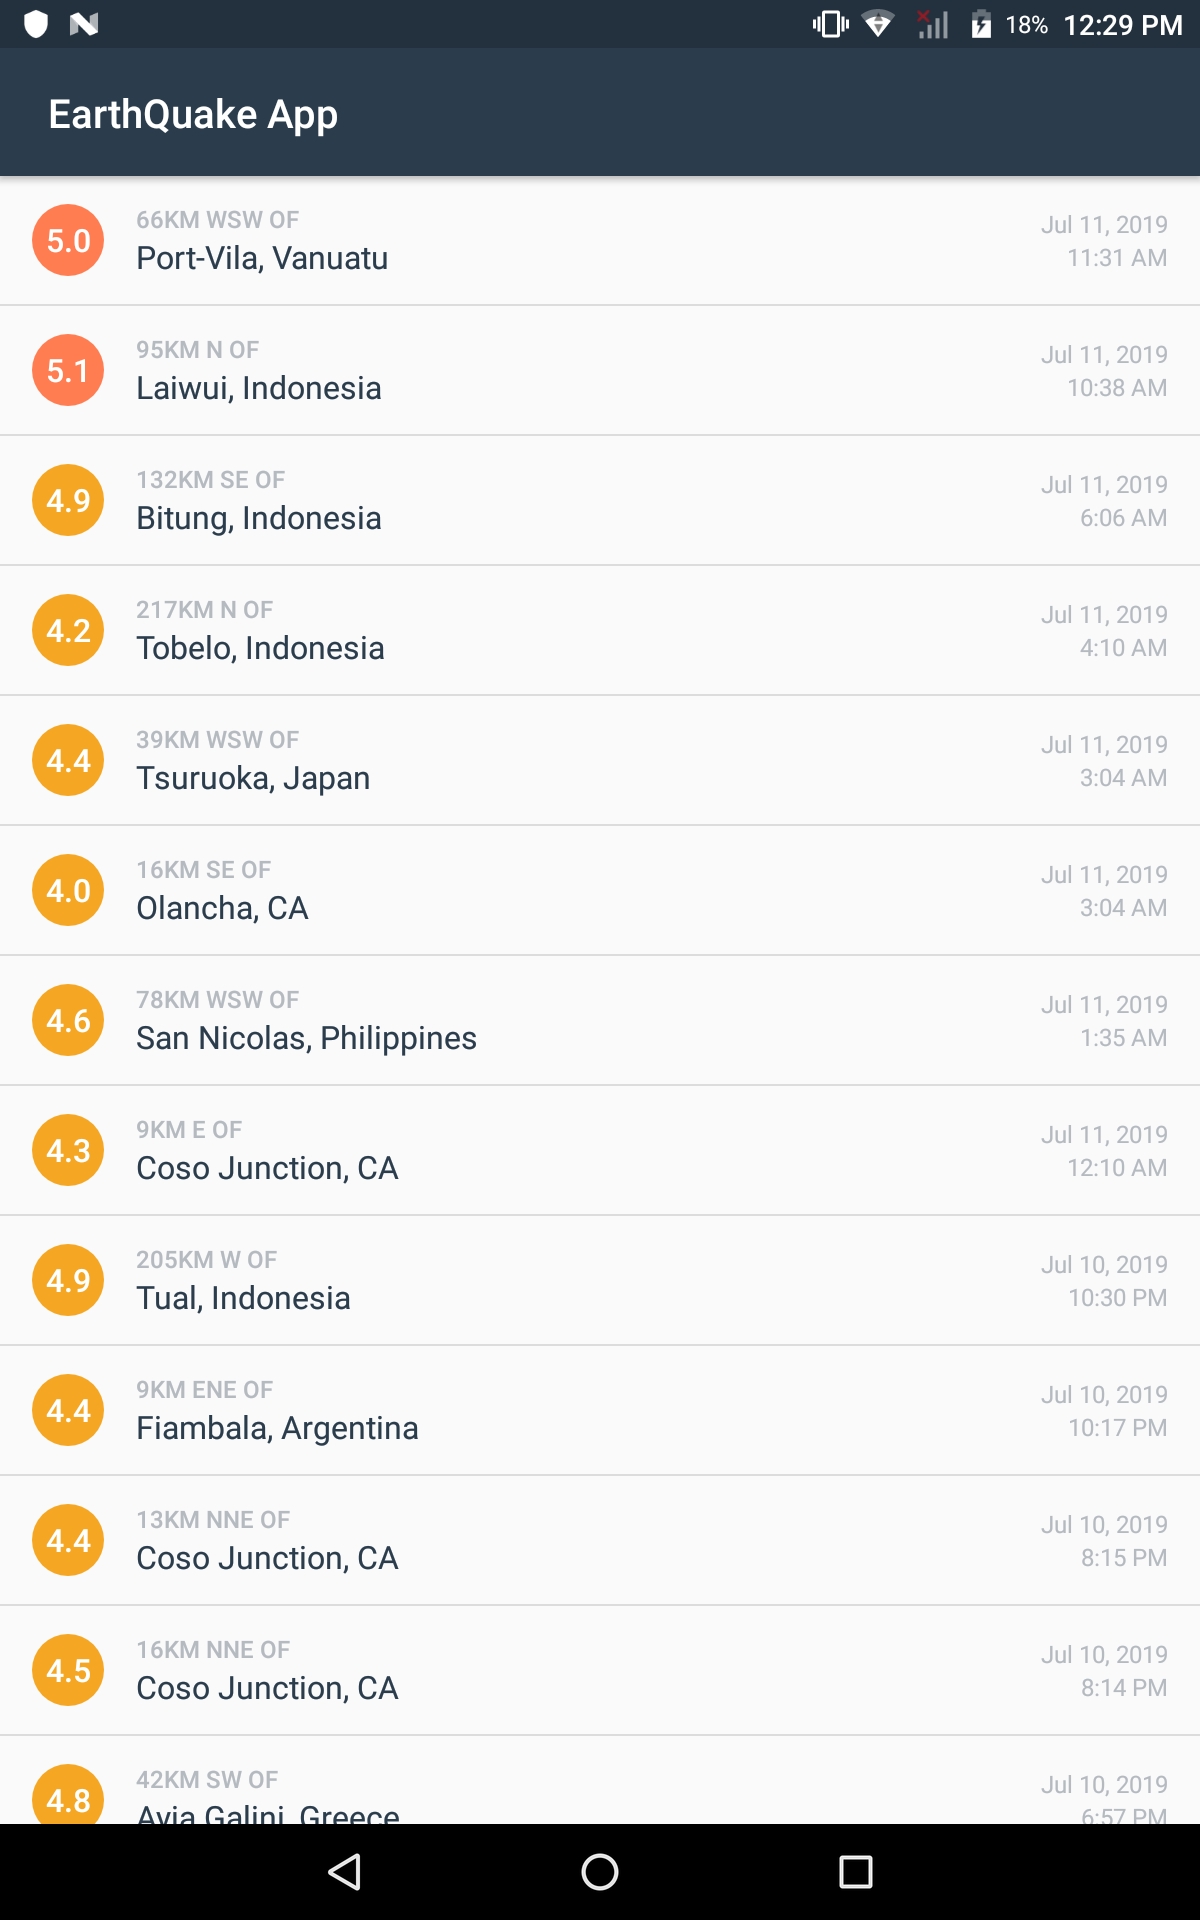 18% 12:29 PM
EarthQuake App
5.0
66KM WSW OF
Port-Vila, Vanuatu
Jul 11, 2019
11:31 AM
5.1
95KM N OF
Laiwui, Indonesia
Jul 11, 2019
10:38 AM
4.9
132KM SE OF
Bitung, Indonesia
Jul 11, 2019
6:06 AM
4.2
217KM N OF
Tobelo, Indonesia
Jul 11, 2019
4:10 AM
4.4
39KM WSW OF
Tsuruoka, Japan
Jul 11, 2019
3:04 AM
4.0
16KM SE OF
Olancha, CA
Jul 11, 2019
3:04 AM
4.6
78KM WSW OF
San Nicolas, Philippines
Jul 11, 2019
1:35 AM
4.3
9KM E OF
Coso Junction, CA
Jul 11, 2019
12:10 AM
4.9
205KM W OF
Tual, Indonesia
Jul 10, 2019
10:30 PM
4.4
9KM ENE OF
Fiambala, Argentina
Jul 10, 2019
10:17 PM
4.4
13KM NNE OF
Coso Junction, CA
Jul 10, 2019
8:15 PM
4.5
16KM NNE OF
Coso Junction, CA
Jul 10, 2019
8:14 PM
4.8
42KM SW OF
Avia Galini, Greece
Jul 10, 2019
6:57 PM